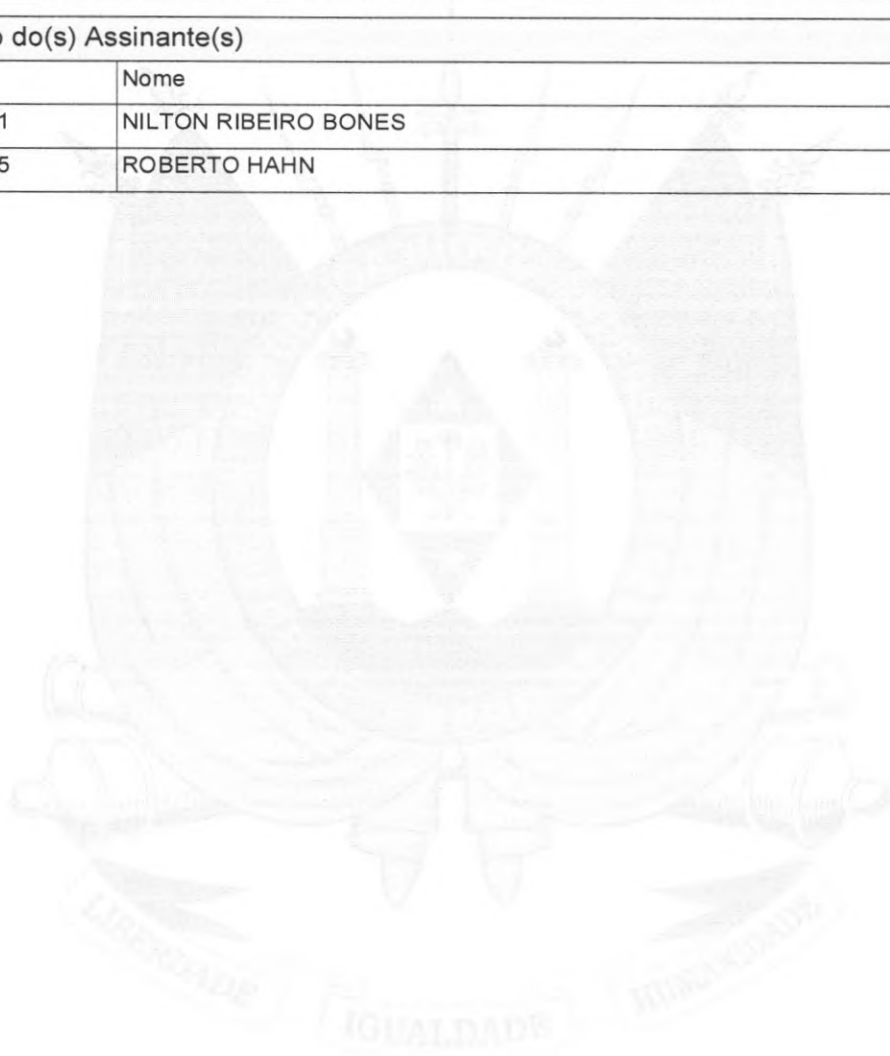 do(s) Assinante(s)
Nome
1 NILTON RIBEIRO BONES
5 ROBERTO HAHN
LIBERDADE
IGUALDADE
HUMANIDADE